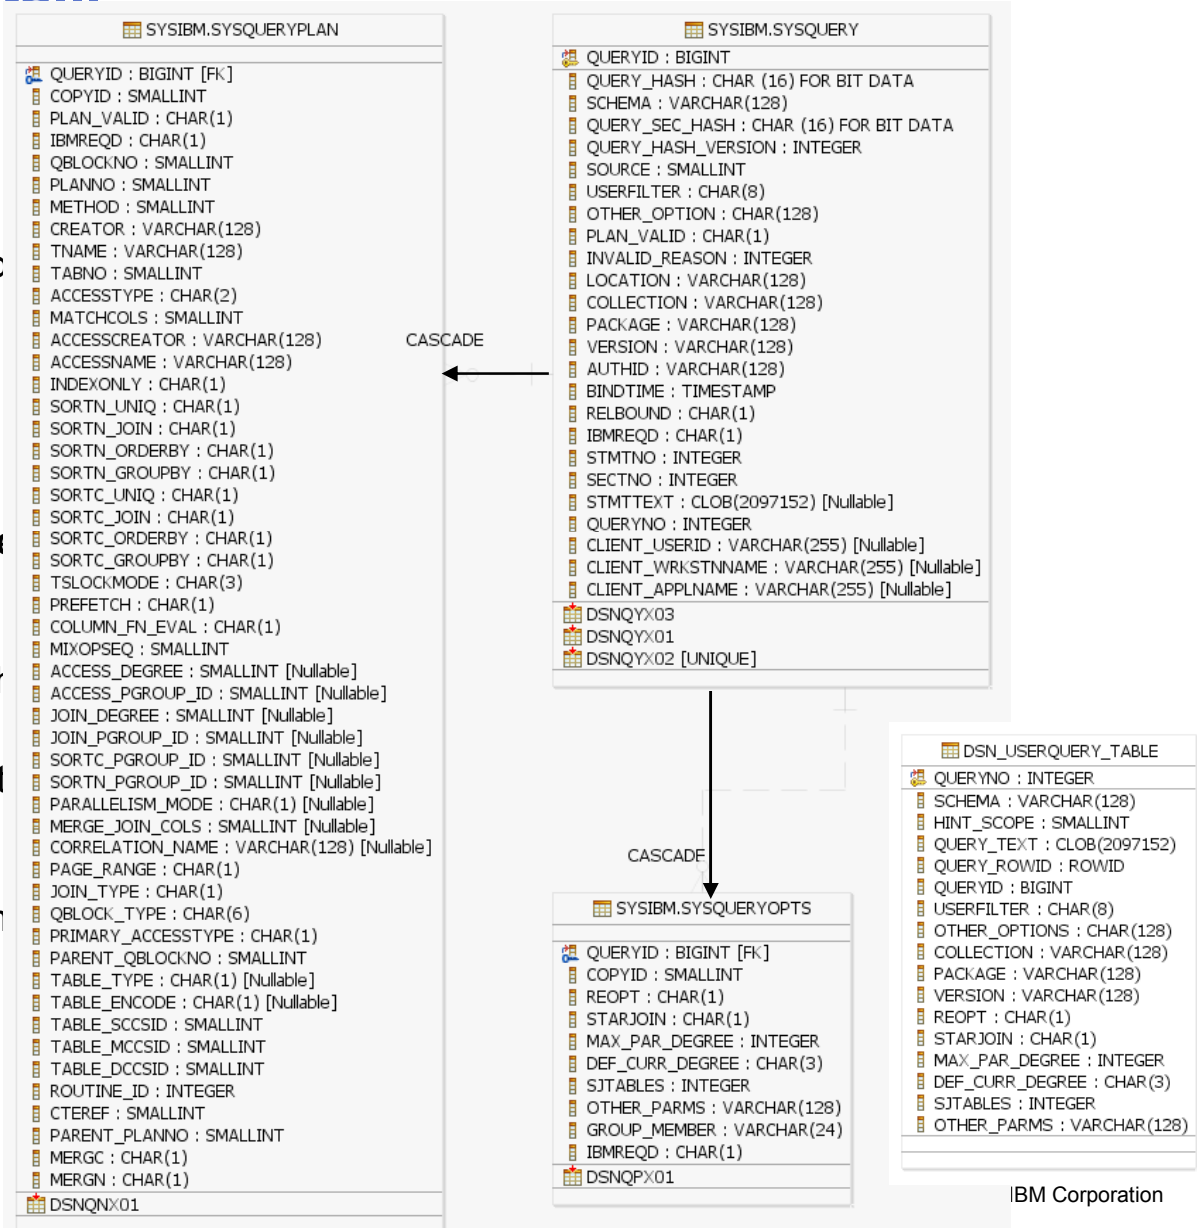 SYSIBM.SYSQUERYPLAN
QUERYID : BIGINT [FK]
COPYID : SMALLINT
PLAN_VALID : CHAR(1)
IBMREQD : CHAR(1)
QBLOCKNO : SMALLINT
PLANNO : SMALLINT
METHOD : SMALLINT
CREATOR : VARCHAR(128)
TNAME : VARCHAR(128)
TABNO : SMALLINT
ACCESSTYPE : CHAR(2)
MATCHCOLS : SMALLINT
ACCESSCREATOR : VARCHAR(128)
ACCESSNAME : VARCHAR(128)
INDEXONLY : CHAR(1)
SORTN_UNIQ : CHAR(1)
SORTN_JOIN : CHAR(1)
SORTN_ORDERBY : CHAR(1)
SORTN_GROUPBY : CHAR(1)
SORTC_UNIQ : CHAR(1)
SORTC_JOIN : CHAR(1)
SORTC_ORDERBY : CHAR(1)
SORTC_GROUPBY : CHAR(1)
TSLOCKMODE : CHAR(3)
PREFETCH : CHAR(1)
COLUMN_FN_EVAL : CHAR(1)
MIXOPSEQ : SMALLINT
ACCESS_DEGREE : SMALLINT [Nullable]
ACCESS_PGROUP_ID : SMALLINT [Nullable]
JOIN_DEGREE : SMALLINT [Nullable]
JOIN_PGROUP_ID : SMALLINT [Nullable]
SORTC_PGROUP_ID : SMALLINT [Nullable]
SORTN_PGROUP_ID : SMALLINT [Nullable]
PARALLELISM_MODE : CHAR(1) [Nullable]
MERGE_JOIN_COLS : SMALLINT [Nullable]
CORRELATION_NAME : VARCHAR(128) [Nullable]
PAGE_RANGE : CHAR(1)
JOIN_TYPE : CHAR(1)
QBLOCK_TYPE : CHAR(6)
PRIMARY_ACCESSTYPE : CHAR(1)
PARENT_QBLOCKNO : SMALLINT
TABLE_TYPE : CHAR(1) [Nullable]
TABLE_ENCODE : CHAR(1) [Nullable]
TABLE_SCCSID : SMALLINT
TABLE_MCCSID : SMALLINT
TABLE_DCCSID : SMALLINT
ROUTINE_ID : INTEGER
CTEREF : SMALLINT
PARENT_PLANNO : SMALLINT
MERGC : CHAR(1)
MERGN : CHAR(1)
DSNQNX01
CASCADE
SYSIBM.SYSQUERY
QUERYID : BIGINT
QUERY_HASH : CHAR (16) FOR BIT DATA
SCHEMA : VARCHAR(128)
QUERY_SEC_HASH : CHAR (16) FOR BIT DATA
QUERY_HASH_VERSION : INTEGER
SOURCE : SMALLINT
USERFILTER : CHAR(8)
OTHER_OPTION : CHAR(128)
PLAN_VALID : CHAR(1)
INVALID_REASON : INTEGER
LOCATION : VARCHAR(128)
COLLECTION : VARCHAR(128)
PACKAGE : VARCHAR(128)
VERSION : VARCHAR(128)
AUTHID : VARCHAR(128)
BINDTIME : TIMESTAMP
RELBOUND : CHAR(1)
IBMREQD : CHAR(1)
STMTNO : INTEGER
SECTNO : INTEGER
STMTTEXT : CLOB(2097152) [Nullable]
QUERYNO : INTEGER
CLIENT_USERID : VARCHAR(255) [Nullable]
CLIENT_WRKSTNNAME : VARCHAR(255) [Nullable]
CLIENT_APPLNAME : VARCHAR(255) [Nullable]
DSNQYX03
DSNQYX01
DSNQYX02 [UNIQUE]
CASCADE
SYSIBM.SYSQUERYOPTS
QUERYID : BIGINT [FK]
COPYID : SMALLINT
REOPT : CHAR(1)
STARJOIN : CHAR(1)
MAX_PAR_DEGREE : INTEGER
DEF_CURR_DEGREE : CHAR(3)
SJTABLES : INTEGER
OTHER_PARMS : VARCHAR(128)
GROUP_MEMBER : VARCHAR(24)
IBMREQD : CHAR(1)
DSNQPX01
DSN_USERQUERY_TABLE
QUERYNO : INTEGER
SCHEMA : VARCHAR(128)
HINT_SCOPE : SMALLINT
QUERY_TEXT : CLOB(2097152)
QUERY_ROWID : ROWID
QUERYID : BIGINT
USERFILTER : CHAR(8)
OTHER_OPTIONS : CHAR(128)
COLLECTION : VARCHAR(128)
PACKAGE : VARCHAR(128)
VERSION : VARCHAR(128)
REOPT : CHAR(1)
STARJOIN : CHAR(1)
MAX_PAR_DEGREE : INTEGER
DEF_CURR_DEGREE : CHAR(3)
SJTABLES : INTEGER
OTHER_PARMS : VARCHAR(128)
IBM Corporation